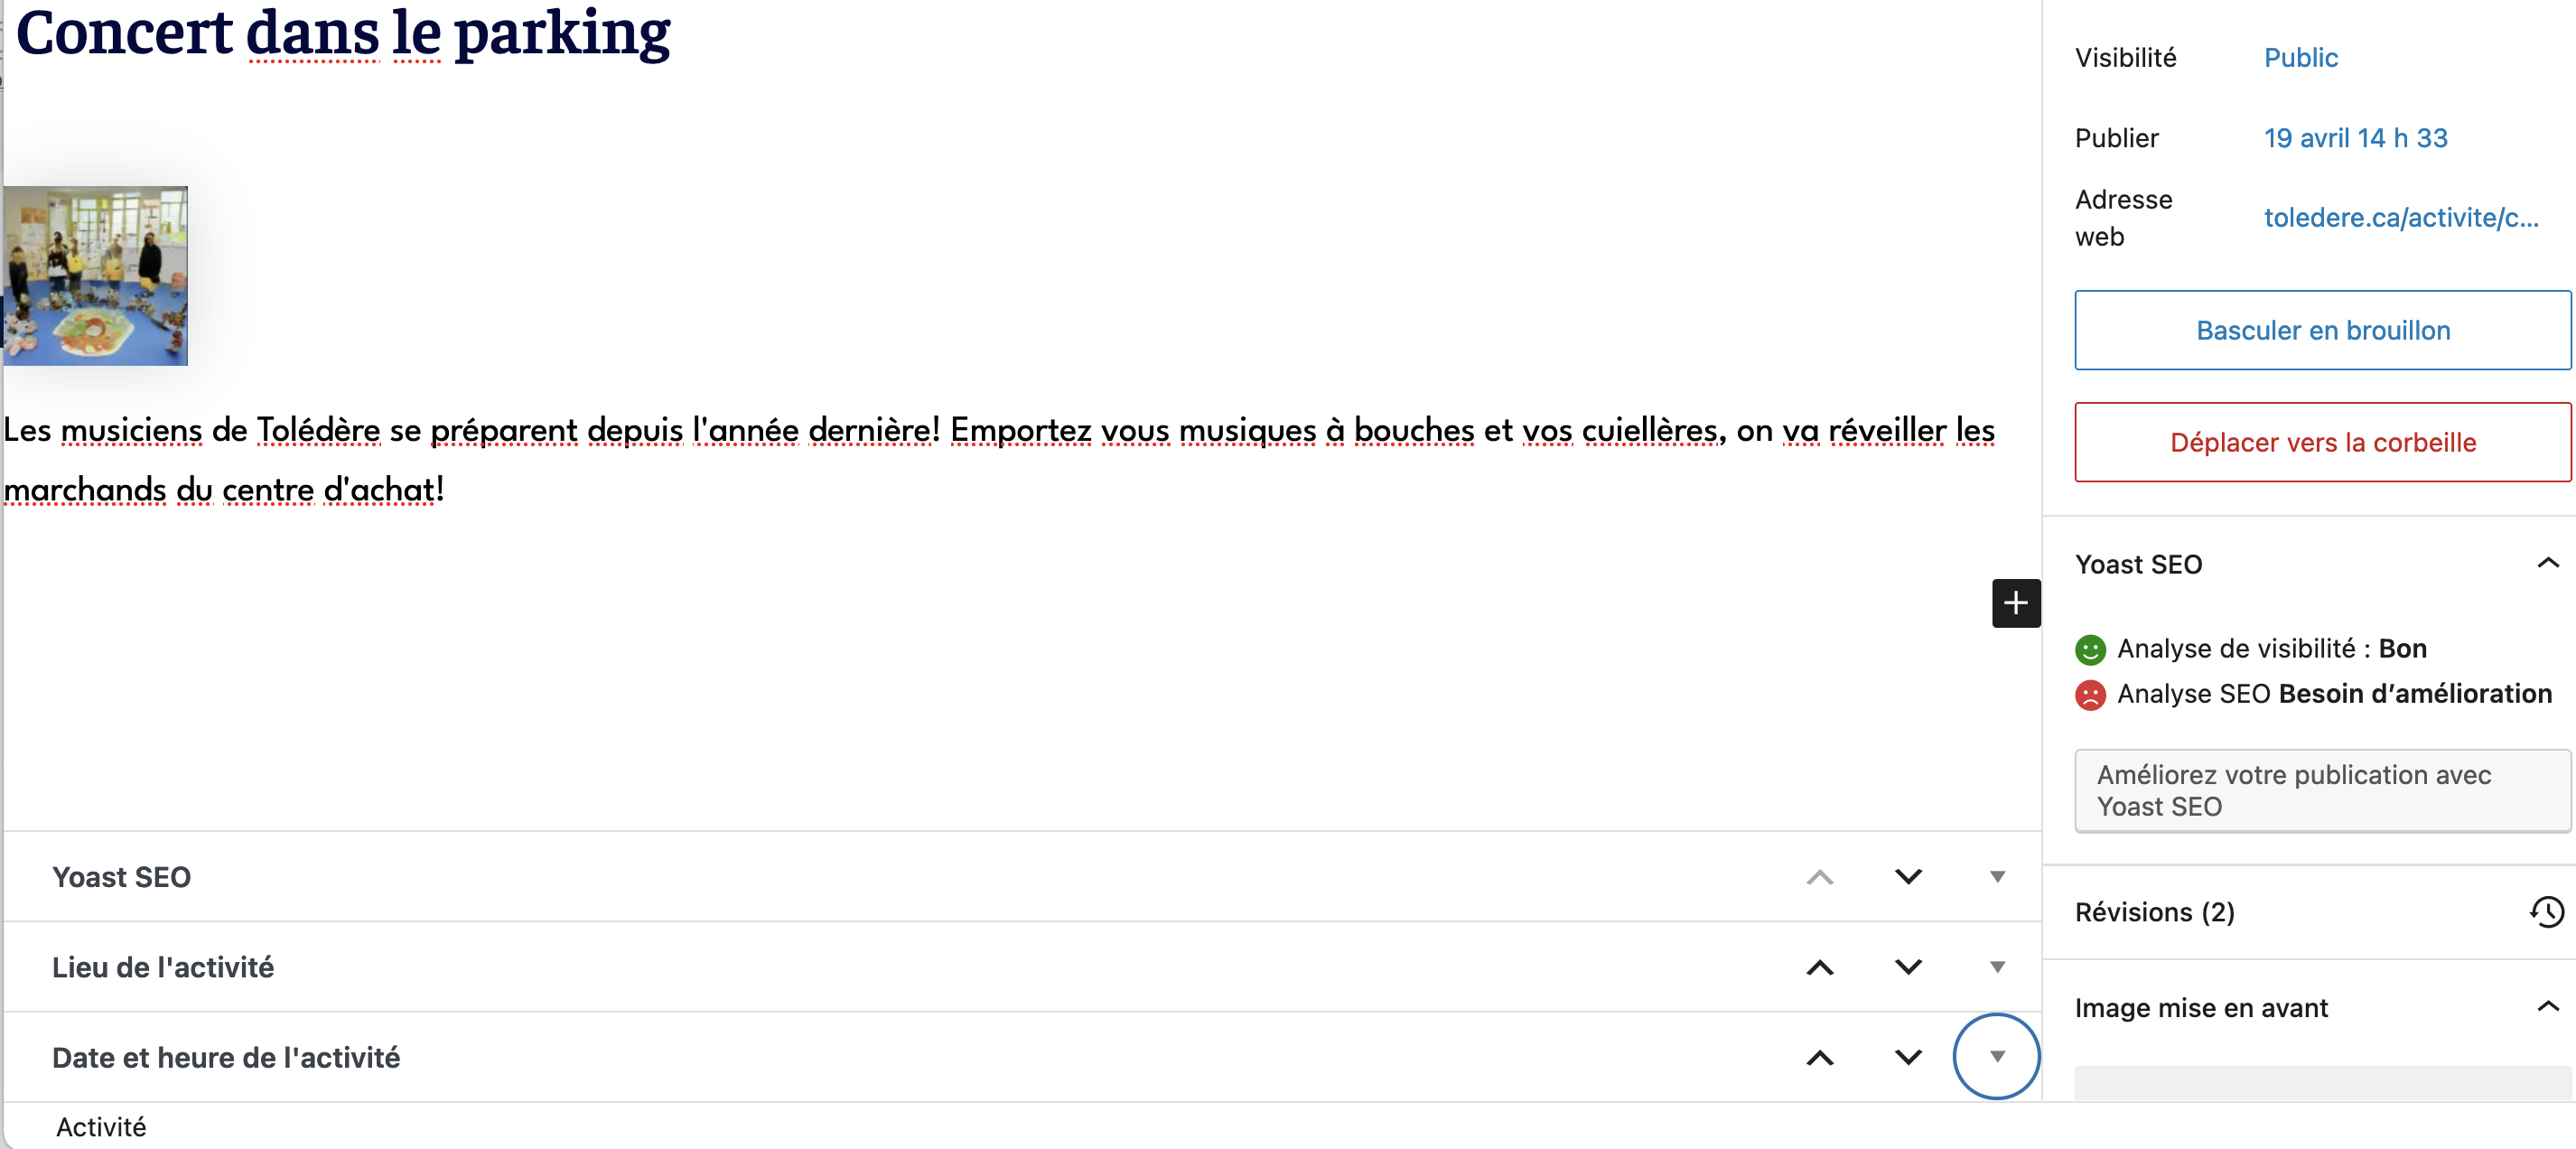 Concert dans le parking
Les musiciens de Tolédère se préparent depuis l'année dernière! Emportez vous musiques à bouches et vos cuiellères, on va réveiller les
marchands du centre d'achat!
Yoast SEO
Lieu de l'activité
Date et heure de l'activité
Activité
Visibilité Public
Publier 19 avril 14 h 33
Adresse
web
toledere.ca/activite/c...
Basculer en brouillon
Déplacer vers la corbeille
Yoast SEO
Analyse de visibilité : Bon
Analyse SEO Besoin d’amélioration
Améliorez votre publication avec
Yoast SEO
Révisions (2)
Image mise en avant